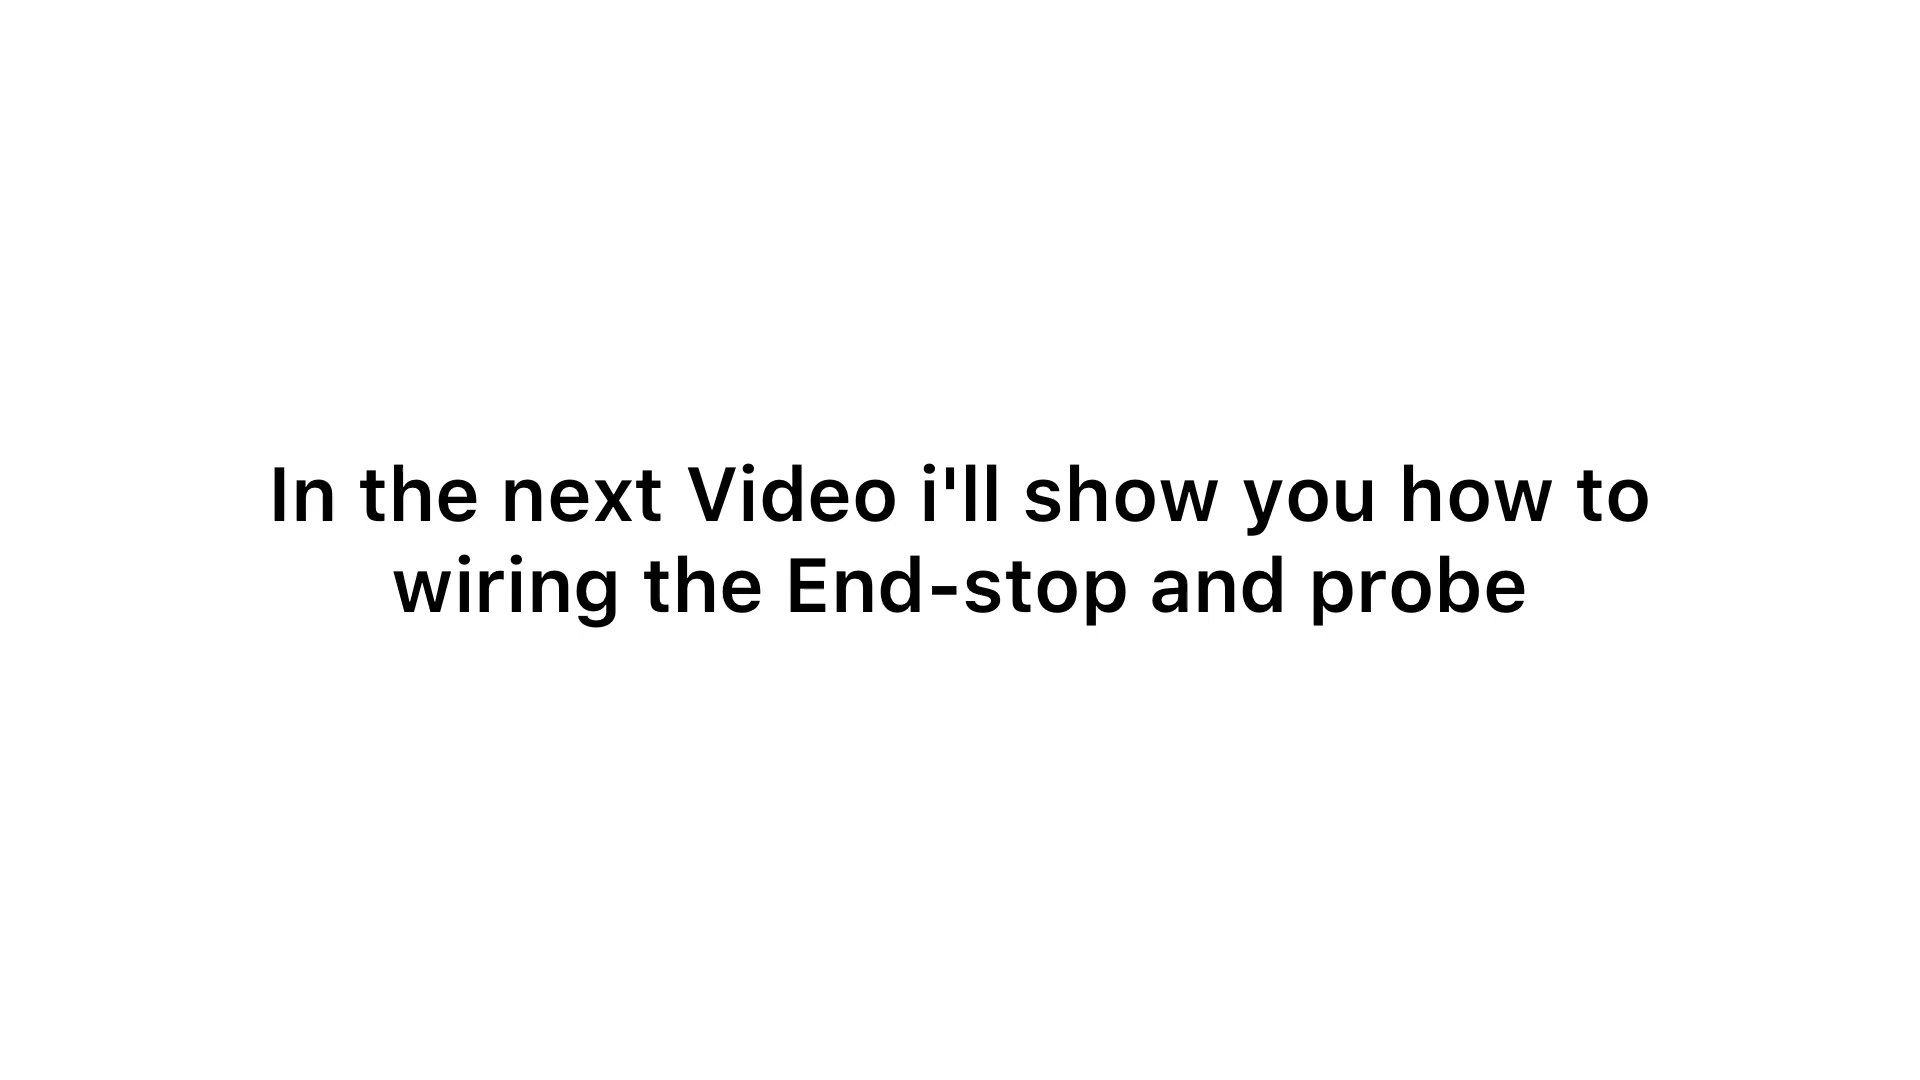 In the next Video i'll show you how to
wiring the End-stop and probe